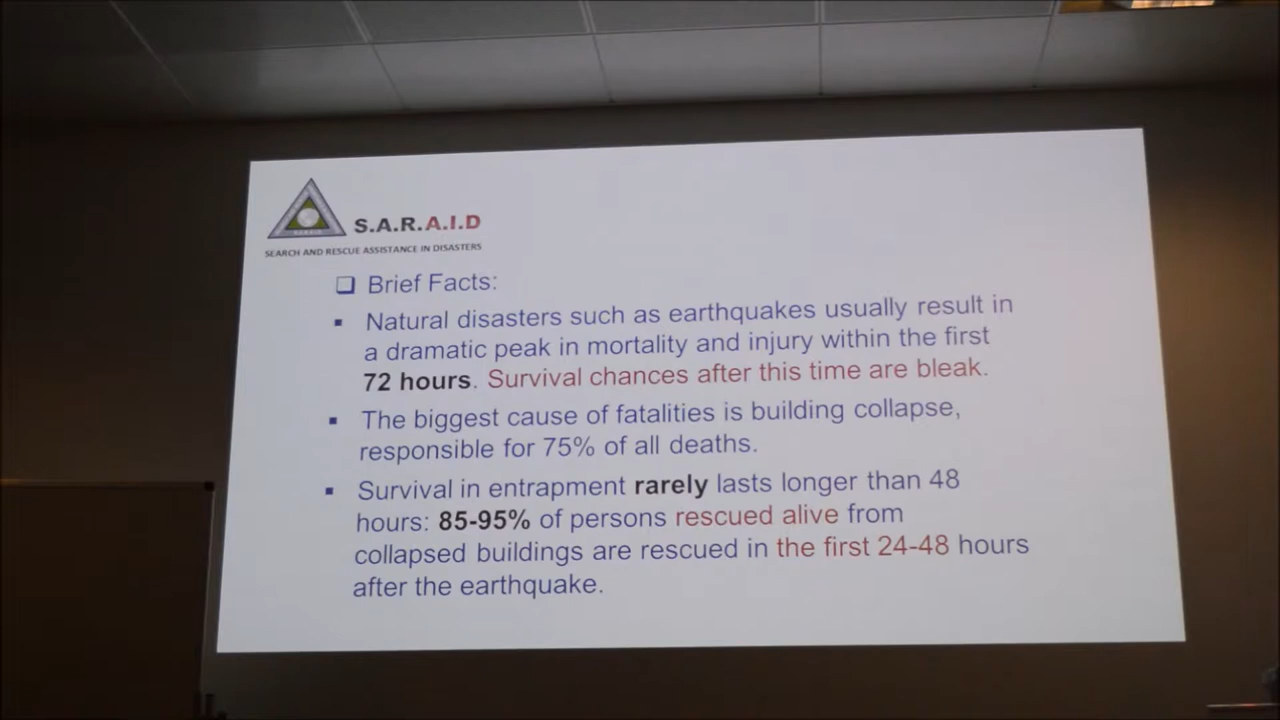 S.A.R.A.I.D
SEARCH AND RESCUE ASSISTANCE IN DISASTERS
❑ Brief Facts:
▪ Natural disasters such as earthquakes usually result in
a dramatic peak in mortality and injury within the first
72 hours. Survival chances after this time are bleak.
▪ The biggest cause of fatalities is building collapse,
responsible for 75% of all deaths.
▪ Survival in entrapment rarely lasts longer than 48
hours: 85-95% of persons rescued alive from
collapsed buildings are rescued in the first 24-48 hours
after the earthquake.